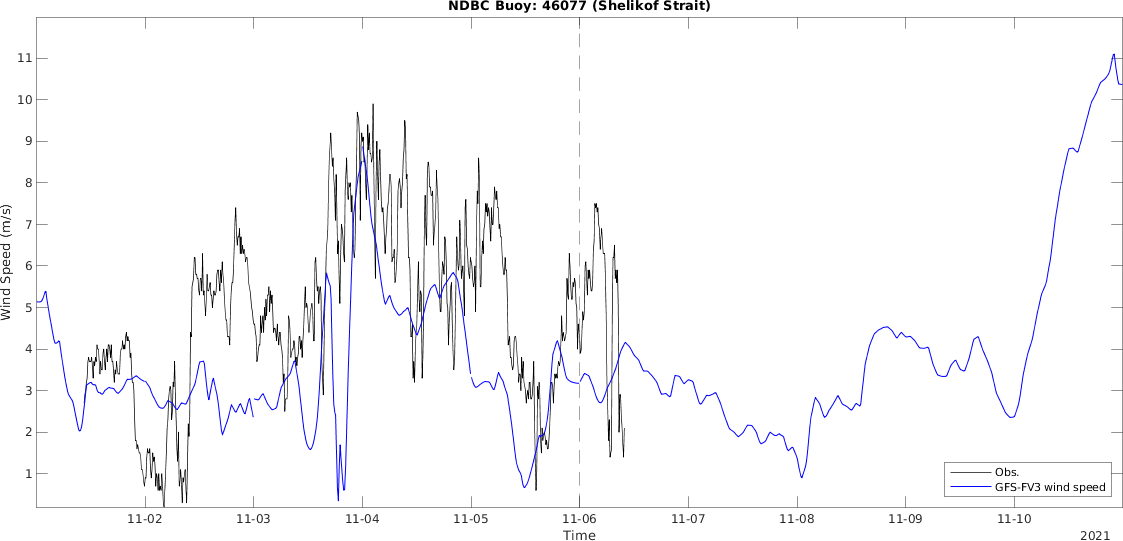 NDBC Buoy: 46077 (Shelikof Strait)
Wind Speed (m/s)
11
10
9
8
7
6
5
4
3
2
1
11-02 11-03 11-04 11-05 11-06 11-07 11-08 11-09 11-10
Time
2021
Obs.
GFS-FV3 wind speed